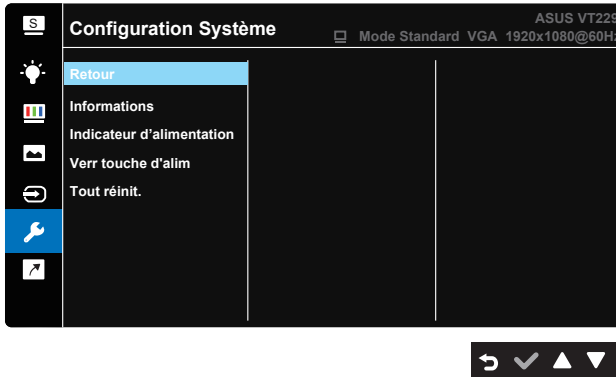 S
Configuration Système
ASUS VT229
Mode Standard VGA 1920x1080@60Hz
Retour
Informations
Indicateur d’alimentation
Verr touche d'alim
Tout réinit.